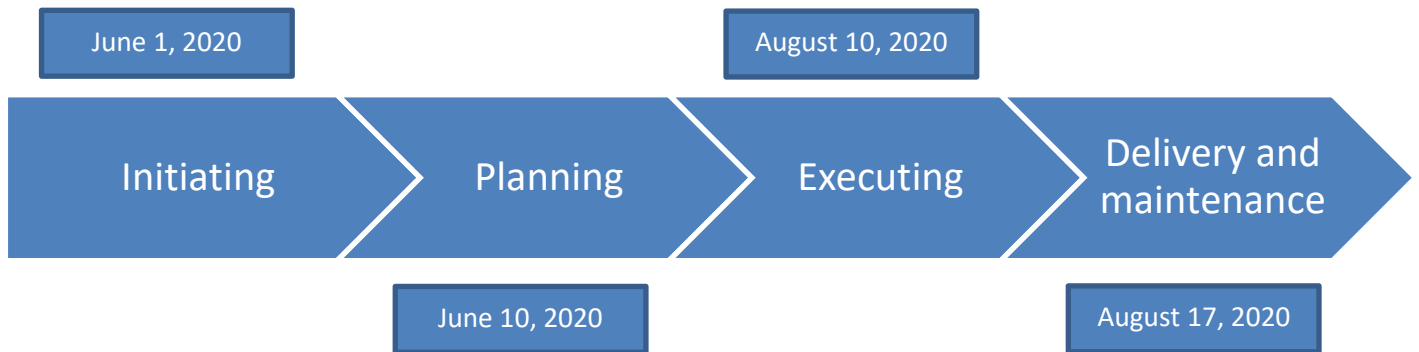 June 1, 2020
August 10, 2020
Initiating
Planning
Executing
Delivery and
maintenance
June 10, 2020
August 17, 2020